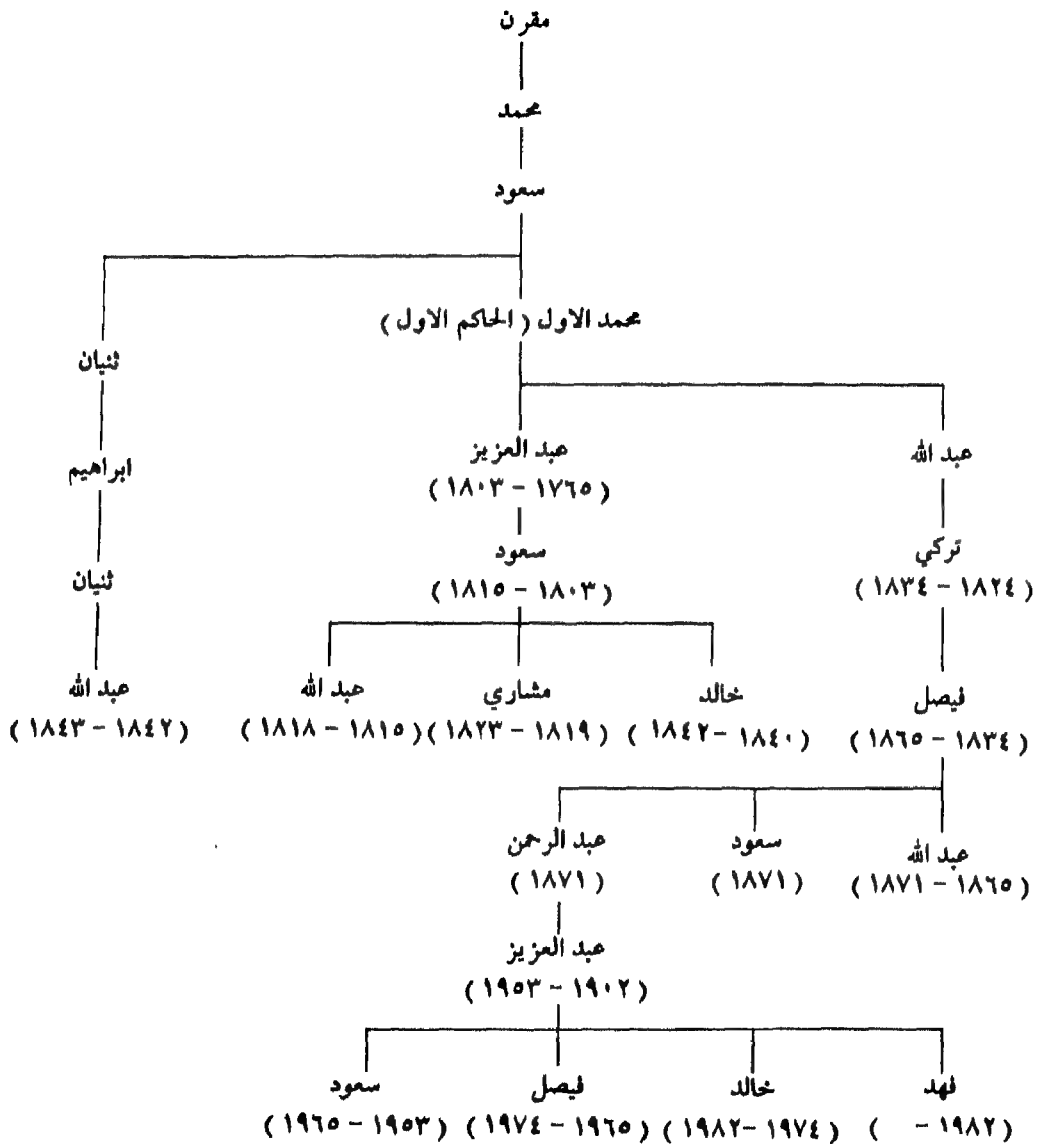 مقرن
محمد
سعود
محمد الاول ( الحاكم الاول )
ثنيان
عبد الله
عبد العزيز
ابراهيم
( ١٧٦٥ - ١٨٠٣ )
تركي
سعود
ثنيان
( ١٨٢٤ - ١٨٣٤ )
( ١٨٠٣ - ١٨١٥ )
فيصل
خالد
مشاري
عبد الله
عبد الله
( ١٨٣٤ - ١٨٦٥ )
( ١٨٤٠ - ١٨٤٢ )
( ١٨١٩ - ١٨٢٣ )
( ١٨١٥ - ١٨١٨ )
( ١٨٤٢ - ١٨٤٣ )
عبد الله
سعود
عبد الرحمن
( ١٨٦٥ - ١٨٧١ )
( ١٨٧١ )
( ١٨٧١ )
عبد العزيز
( ١٩٠٢ - ١٩٥٣ )
فهد
خالد
فيصل
سعود
( ١٩٨٢ - )
( ١٩٧٤ - ١٩٨٢ )
( ١٩٦٥ - ١٩٧٤ )
( ١٩٥٣ - ١٩٦٥ )